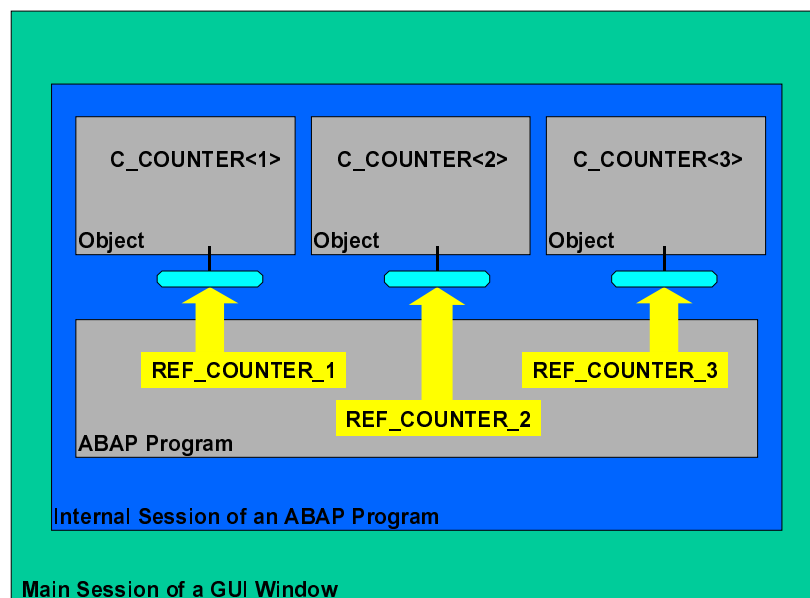 C_COUNTER<1>
C_COUNTER<2>
C_COUNTER<3>
Object
Object
Object
REF_COUNTER_1
REF_COUNTER_3
REF_COUNTER_2
ABAP Program
Internal Session of an ABAP Program
Main Session of a GUI Window